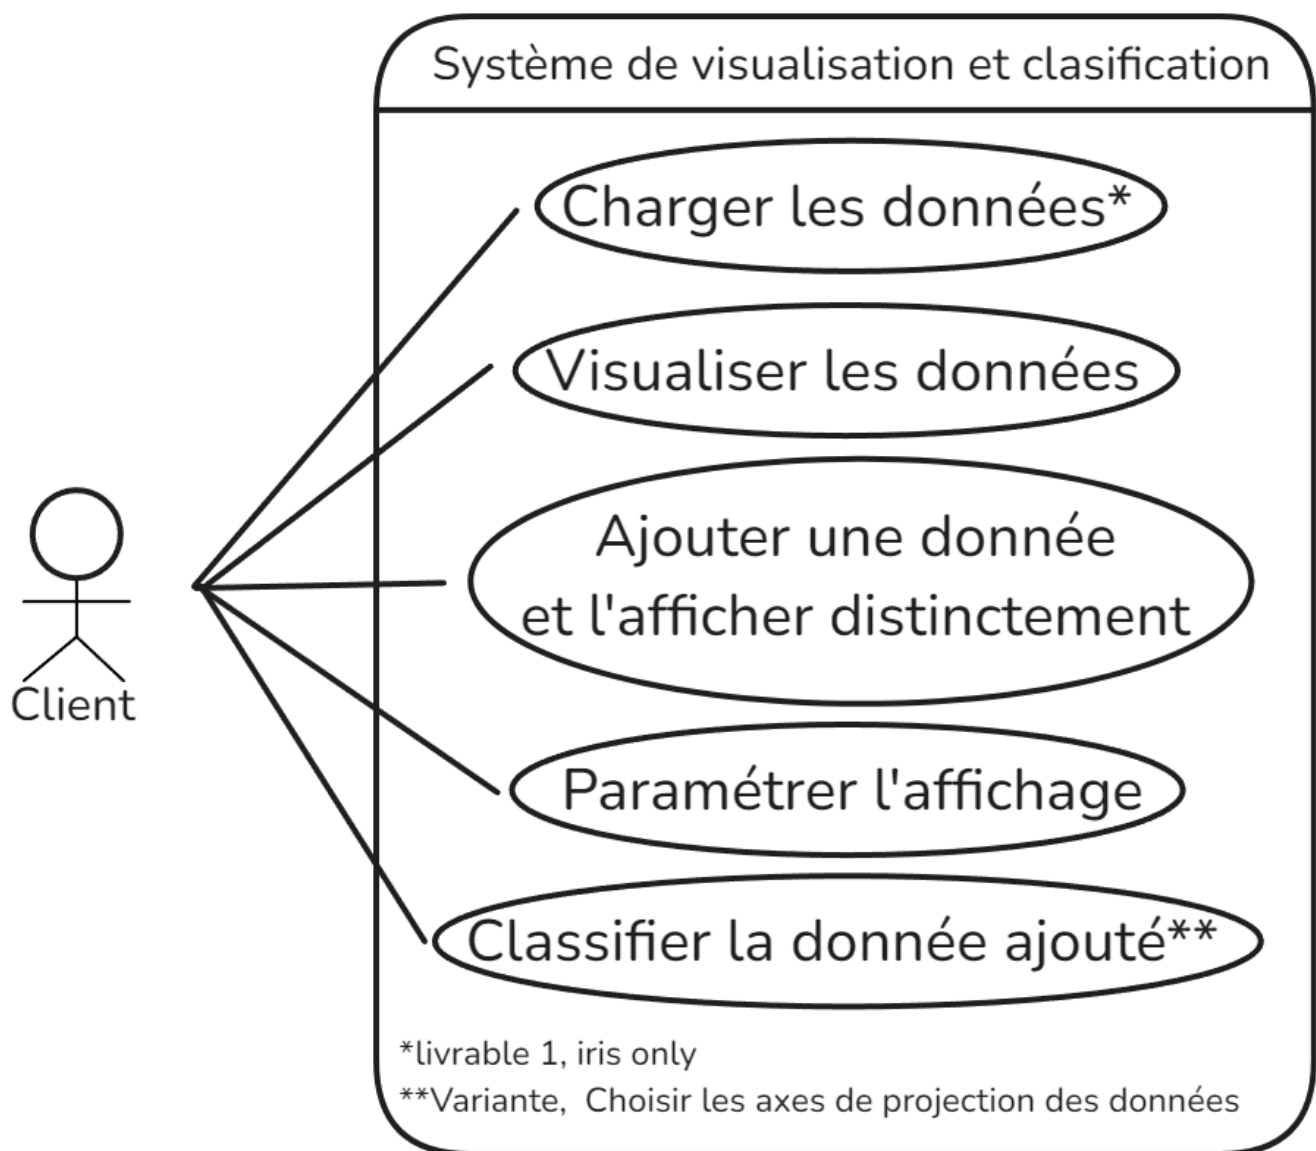 Système de visualisation et clasification
Charger les données*
Visualiser les données
Ajouter une donnée
et l'afficher distinctement
Client
Paramétrer l'affichage
Classifier la donnée ajouté**
*livrable 1, iris only
**Variante, Choisir les axes de projection des données